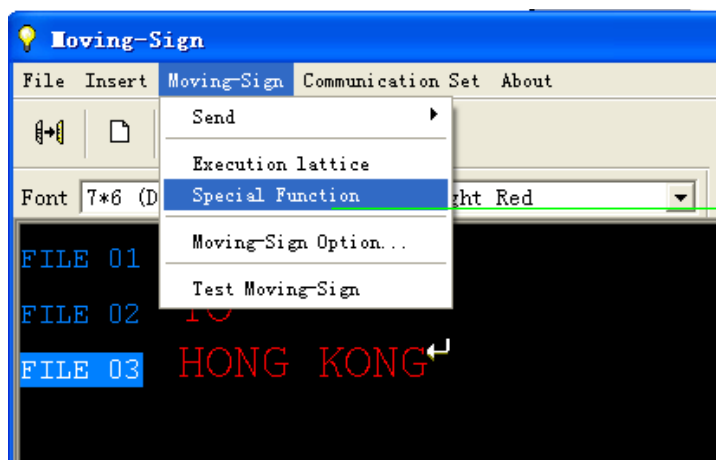 Moving-Sign
File Insert Moving-Sign Communication Set About
Send
Execution lattice
Font 7*6 (D Special Function ght Red
Moving-Sign Option...
FILE 01
Test Moving-Sign
FILE 02 TO
FILE 03 HONG KONG